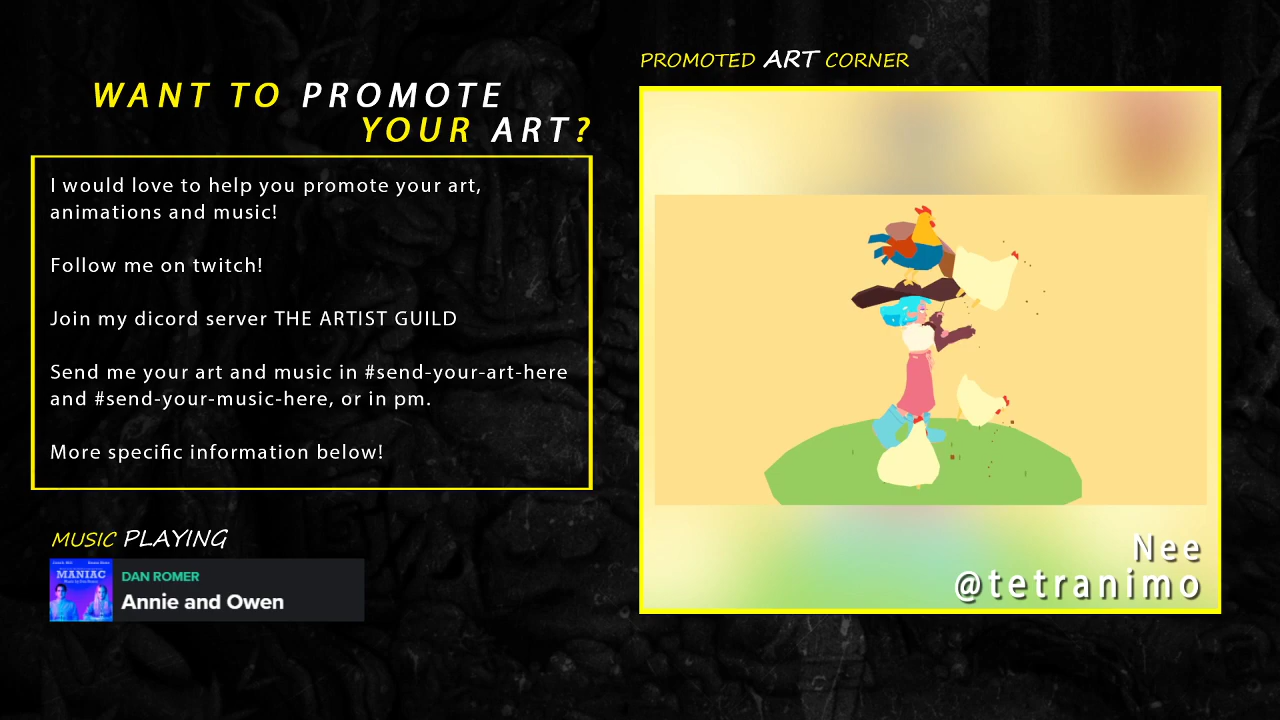 WANT TO PROMOTE
YOUR ART?
I would love to help you promote your art,
animations and music!
Follow me on twitch!
Join my dicord server THE ARTIST GUILD
Send me your art and music in #send-your-art-here
and #send-your-music-here, or in pm.
More specific information below!
MUSIC PLAYING
MANIAC
DAN ROMER
Annie and Owen
PROMOTED ART CORNER
Nee
@tetranimo